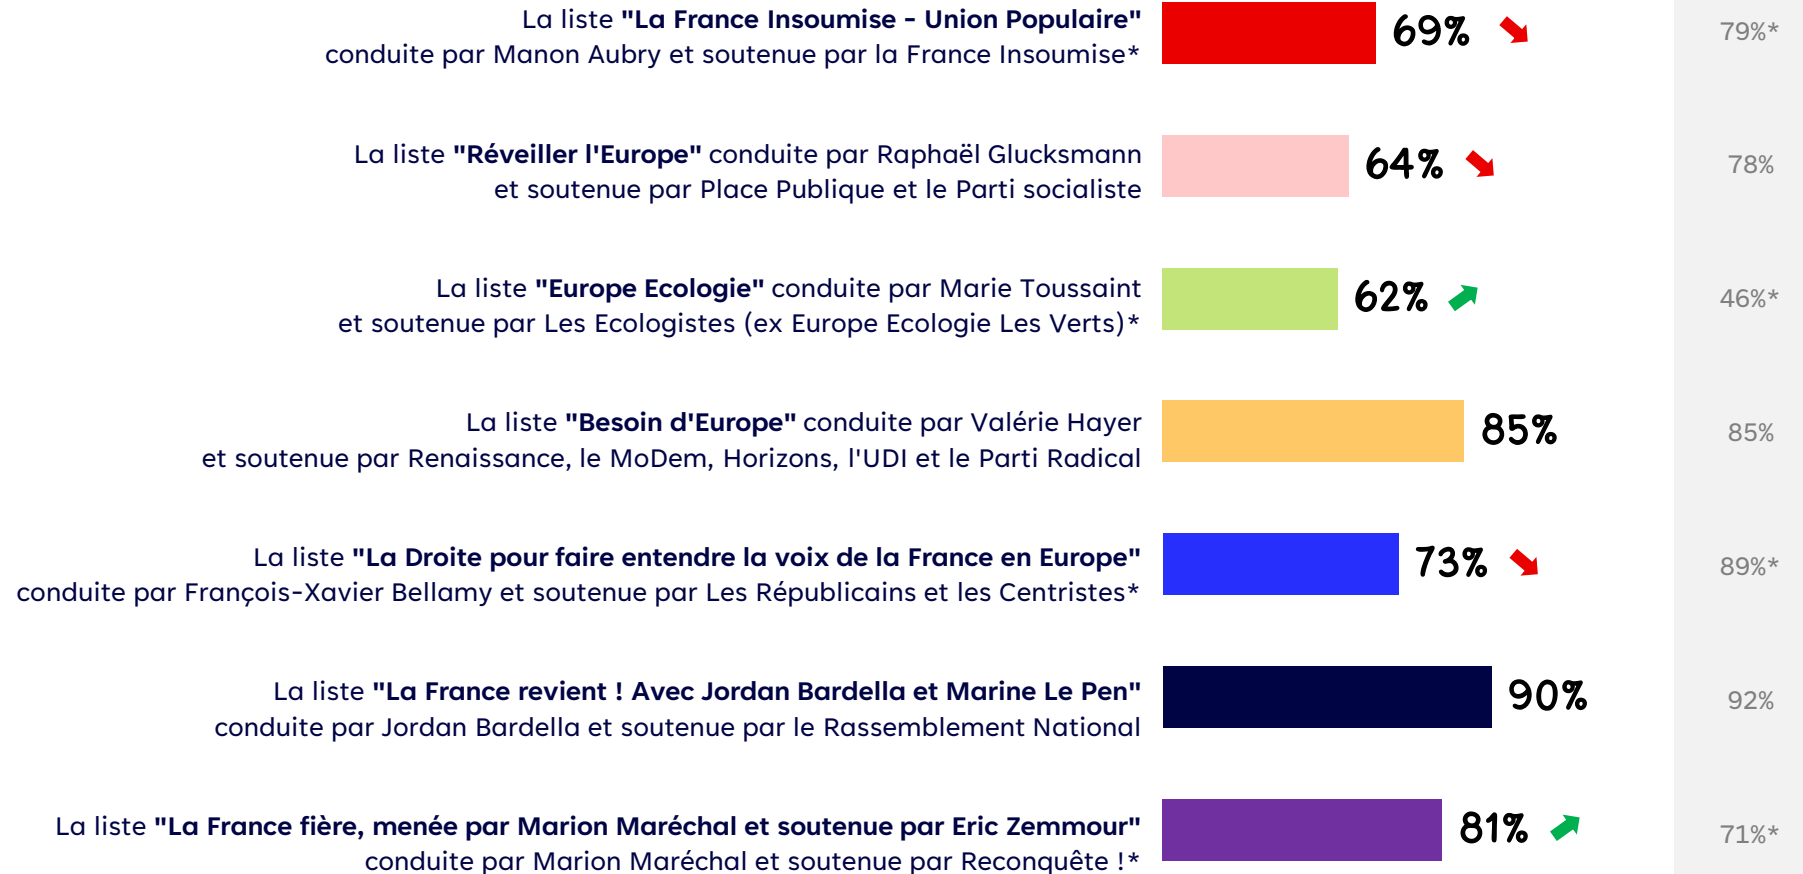 La liste "La France Insoumise - Union Populaire"
conduite par Manon Aubry et soutenue par la France Insoumise*
69%
79%*
La liste "Réveiller l'Europe" conduite par Raphaël Glucksmann
et soutenue par Place Publique et le Parti socialiste
64%
78%
La liste "Europe Ecologie" conduite par Marie Toussaint
et soutenue par Les Ecologistes (ex Europe Ecologie Les Verts)*
62%
46%*
La liste "Besoin d'Europe" conduite par Valérie Hayer
et soutenue par Renaissance, le MoDem, Horizons, l'UDI et le Parti Radical
85%
85%
La liste "La Droite pour faire entendre la voix de la France en Europe"
conduite par François-Xavier Bellamy et soutenue par Les Républicains et les Centristes*
73%
89%*
La liste "La France revient ! Avec Jordan Bardella et Marine Le Pen"
conduite par Jordan Bardella et soutenue par le Rassemblement National
90%
92%
La liste "La France fière, menée par Marion Maréchal et soutenue par Eric Zemmour"
conduite par Marion Maréchal et soutenue par Reconquête !*
81%
71%*